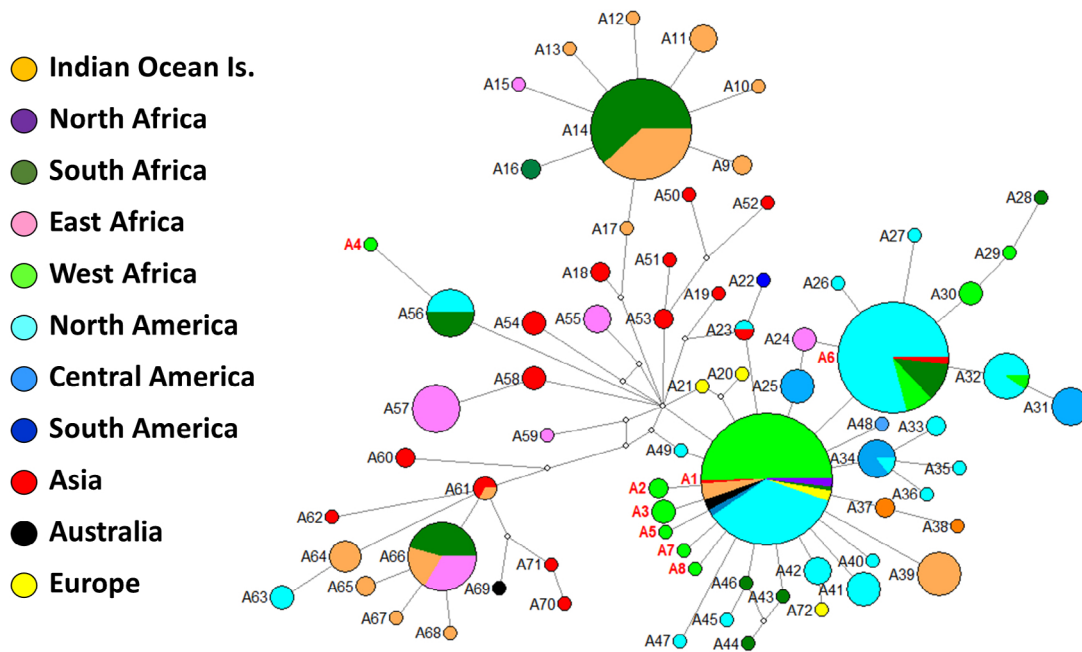 Indian Ocean Is.
North Africa
South Africa
East Africa
West Africa
North America
Central America
South America
Asia
Australia
Europe
A12
A11
A13
A15
A10
A14
A16
A9
A50
A52
A28
A17
A4
A27
A29
A51
A18
A19
A22
A26
A30
A56
A54
A55
A53
A23
A24
A6
A32
A58
A21
A20
A25
A31
A57
A59
A48
A33
A49
A34
A60
A35
A1
A61
A2
A36
A3
A37
A62
A5
A38
A7
A64
A66
A71
A8
A40
A42
A39
A63
A65
A69
A46
A43
A41
A70
A72
A67
A45
A68
A47
A44